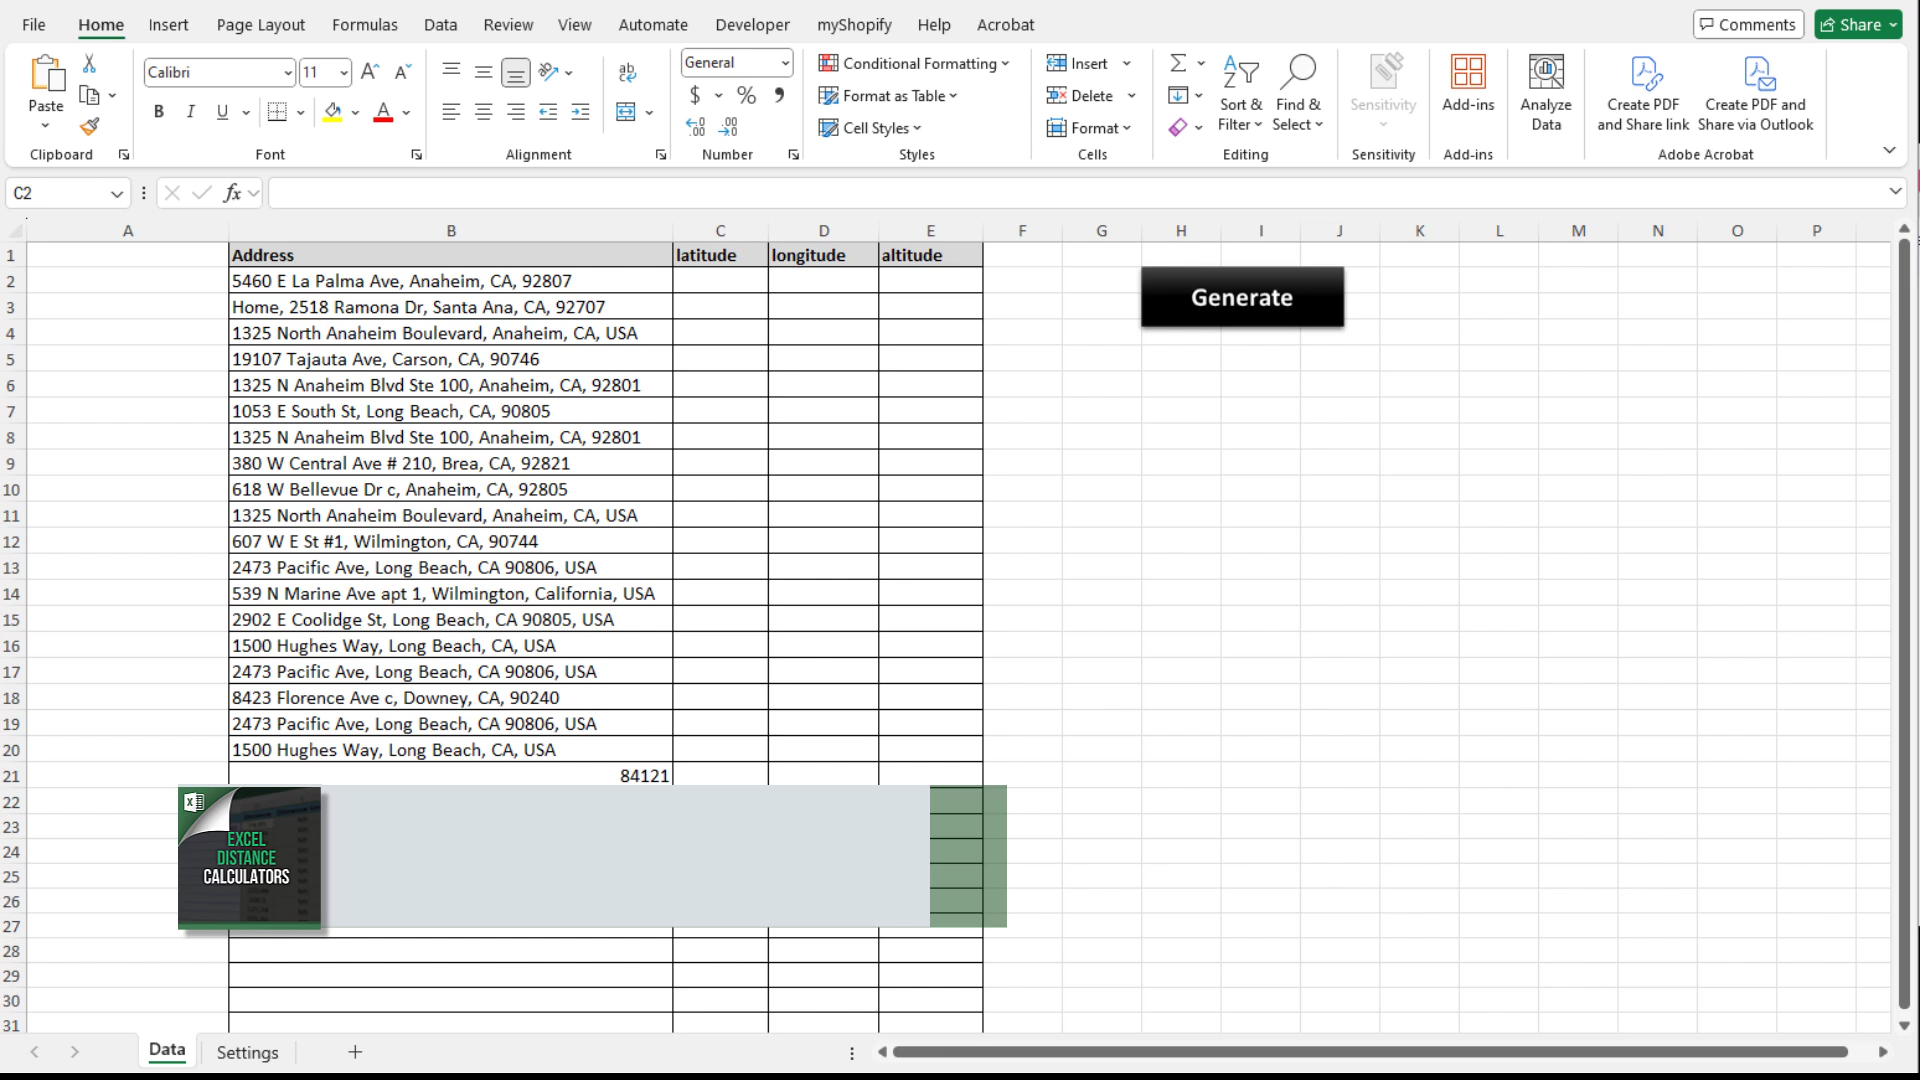 File Home Insert Page Layout Formulas Data Review View Automate Developer myShopify Help Acrobat Comments Share
Calibri 11 General Conditional Formatting Insert
Paste Format as Table Delete Sort & Find & Sensitivity Add-ins Analyze Create PDF Create PDF and
B I U A $ % Cell Styles Format Filter Select Data and Share link Share via Outlook
Clipboard Font Alignment Number Styles Cells Editing Sensitivity Add-ins Adobe Acrobat
C2 fx
A B C D E F G H I J K L M N O P
1 Address latitude longitude altitude
2 5460 E La Palma Ave, Anaheim, CA, 92807
Generate
3 Home, 2518 Ramona Dr, Santa Ana, CA, 92707
4 1325 North Anaheim Boulevard, Anaheim, CA, USA
5 19107 Tajauta Ave, Carson, CA, 90746
6 1325 N Anaheim Blvd Ste 100, Anaheim, CA, 92801
7 1053 E South St, Long Beach, CA, 90805
8 1325 N Anaheim Blvd Ste 100, Anaheim, CA, 92801
9 380 W Central Ave # 210, Brea, CA, 92821
10 618 W Bellevue Dr c, Anaheim, CA, 92805
11 1325 North Anaheim Boulevard, Anaheim, CA, USA
12 607 W E St #1, Wilmington, CA, 90744
13 2473 Pacific Ave, Long Beach, CA 90806, USA
14 539 N Marine Ave apt 1, Wilmington, California, USA
15 2902 E Coolidge St, Long Beach, CA 90805, USA
16 1500 Hughes Way, Long Beach, CA, USA
17 2473 Pacific Ave, Long Beach, CA 90806, USA
18 8423 Florence Ave c, Downey, CA, 90240
19 2473 Pacific Ave, Long Beach, CA 90806, USA
20 1500 Hughes Way, Long Beach, CA, USA
21 84121
22
23
EXCEL
24
DISTANCE
25
CALCULATORS
26
27
28
29
30
31
Data Settings